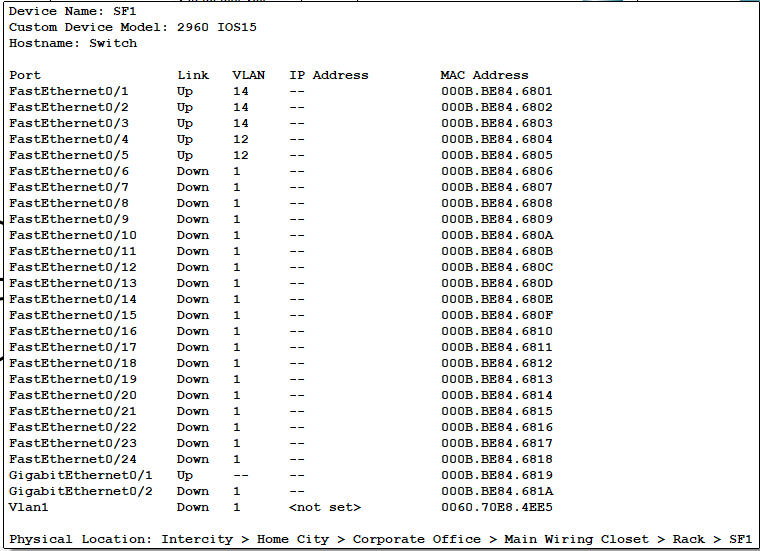 Device Name: SF1
Custom Device Model: 2960 IOS15
Hostname: Switch
Port Link VLAN IP Address MAC Address
FastEthernet0/1 Up 14 -- 000B.BE84.6801
FastEthernet0/2 Up 14 -- 000B.BE84.6802
FastEthernet0/3 Up 14 -- 000B.BE84.6803
FastEthernet0/4 Up 12 -- 000B.BE84.6804
FastEthernet0/5 Up 12 -- 000B.BE84.6805
FastEthernet0/6 Down 1 -- 000B.BE84.6806
FastEthernet0/7 Down 1 -- 000B.BE84.6807
FastEthernet0/8 Down 1 -- 000B.BE84.6808
FastEthernet0/9 Down 1 -- 000B.BE84.6809
FastEthernet0/10 Down 1 -- 000B.BE84.680A
FastEthernet0/11 Down 1 -- 000B.BE84.680B
FastEthernet0/12 Down 1 -- 000B.BE84.680C
FastEthernet0/13 Down 1 -- 000B.BE84.680D
FastEthernet0/14 Down 1 -- 000B.BE84.680E
FastEthernet0/15 Down 1 -- 000B.BE84.680F
FastEthernet0/16 Down 1 -- 000B.BE84.6810
FastEthernet0/17 Down 1 -- 000B.BE84.6811
FastEthernet0/18 Down 1 -- 000B.BE84.6812
FastEthernet0/19 Down 1 -- 000B.BE84.6813
FastEthernet0/20 Down 1 -- 000B.BE84.6814
FastEthernet0/21 Down 1 -- 000B.BE84.6815
FastEthernet0/22 Down 1 -- 000B.BE84.6816
FastEthernet0/23 Down 1 -- 000B.BE84.6817
FastEthernet0/24 Down 1 -- 000B.BE84.6818
GigabitEthernet0/1 Up -- -- 000B.BE84.6819
GigabitEthernet0/2 Down 1 -- 000B.BE84.681A
Vlan1 Down 1 <not set> 0060.70E8.4EE5
Physical Location: Intercity > Home City > Corporate Office > Main Wiring Closet > Rack > SF1